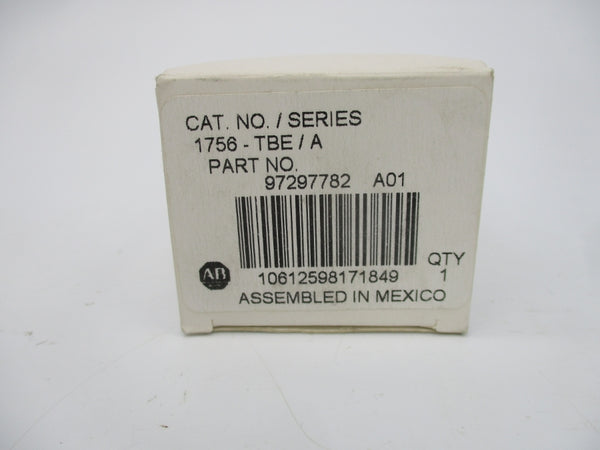 CAT. NO. / SERIES
1756 - TBE / A
PART NO.
97297782 A01
AB
10612598171849
QTY
1
ASSEMBLED IN MEXICO